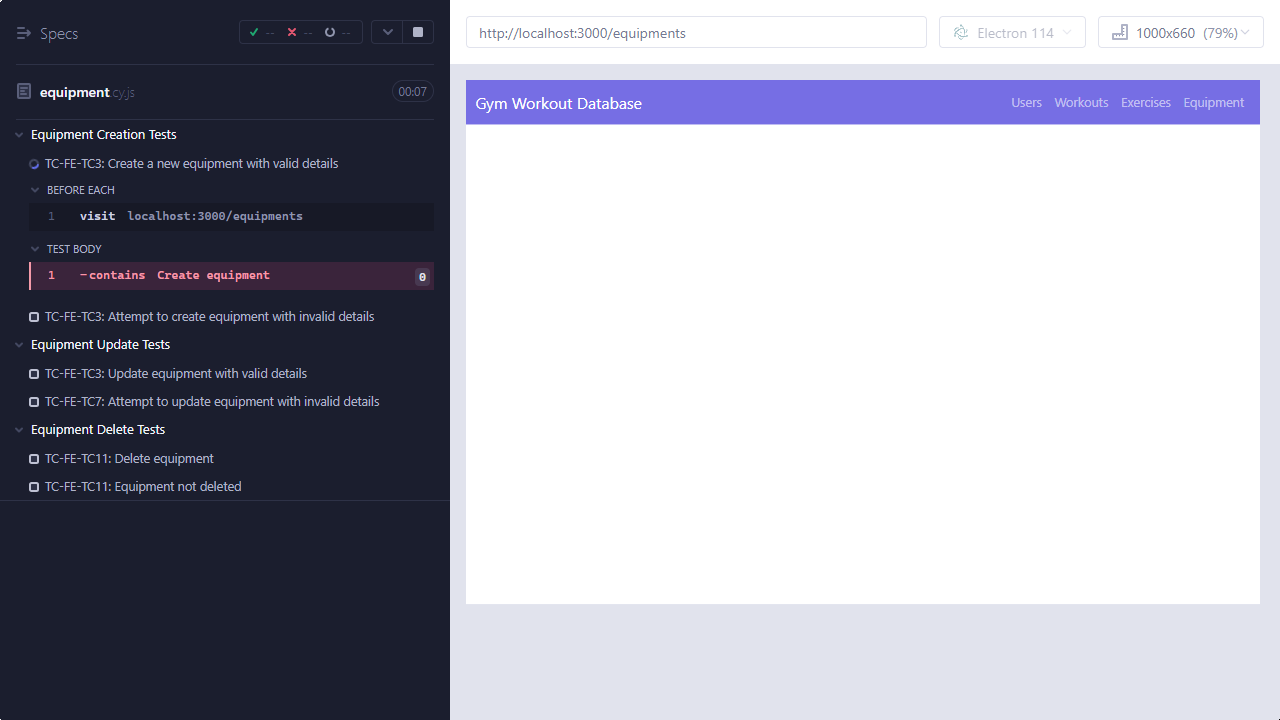 Specs
-- -- --
equipment.cy.js
00:07
Equipment Creation Tests
TC-FE-TC3: Create a new equipment with valid details
BEFORE EACH
1 visit localhost:3000/equipments
TEST BODY
1 -contains Create equipment 0
TC-FE-TC3: Attempt to create equipment with invalid details
Equipment Update Tests
TC-FE-TC3: Update equipment with valid details
TC-FE-TC7: Attempt to update equipment with invalid details
Equipment Delete Tests
TC-FE-TC11: Delete equipment
TC-FE-TC11: Equipment not deleted
http://localhost:3000/equipments
Electron 114
1000x660 (79%)
Gym Workout Database
Users Workouts Exercises Equipment